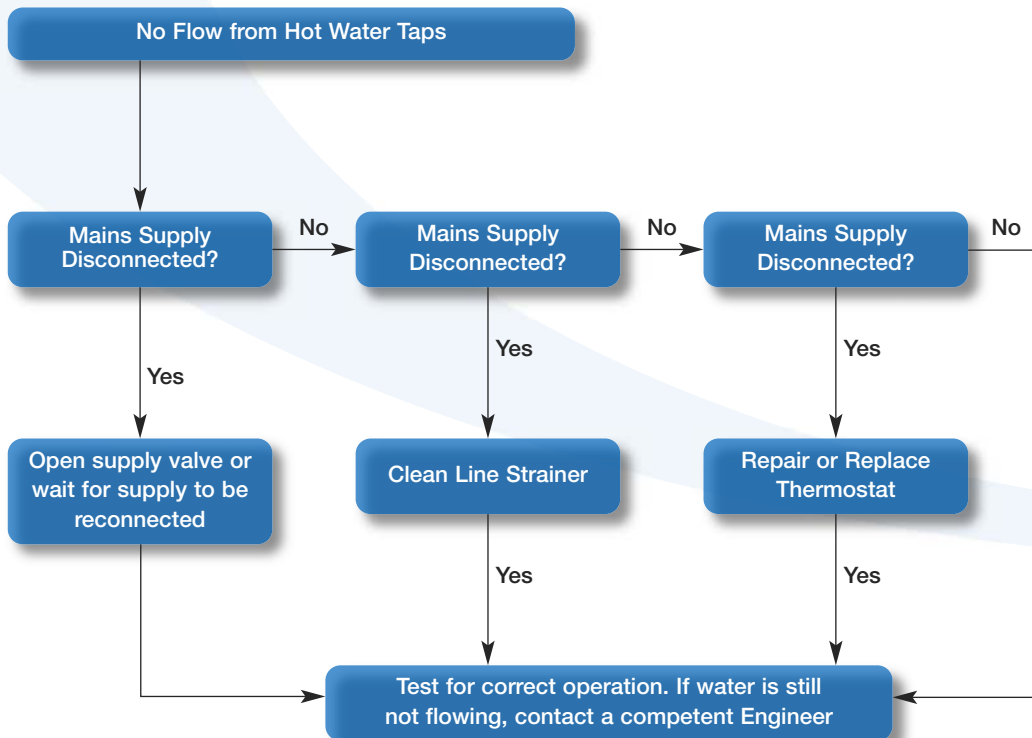 No Flow from Hot Water Taps
Mains Supply
Disconnected?
No
Mains Supply
Disconnected?
No
Mains Supply
Disconnected?
No
Yes
Yes
Yes
Open supply valve or
wait for supply to be
reconnected
Clean Line Strainer
Repair or Replace
Thermostat
Yes
Yes
Test for correct operation. If water is still
not flowing, contact a competent Engineer